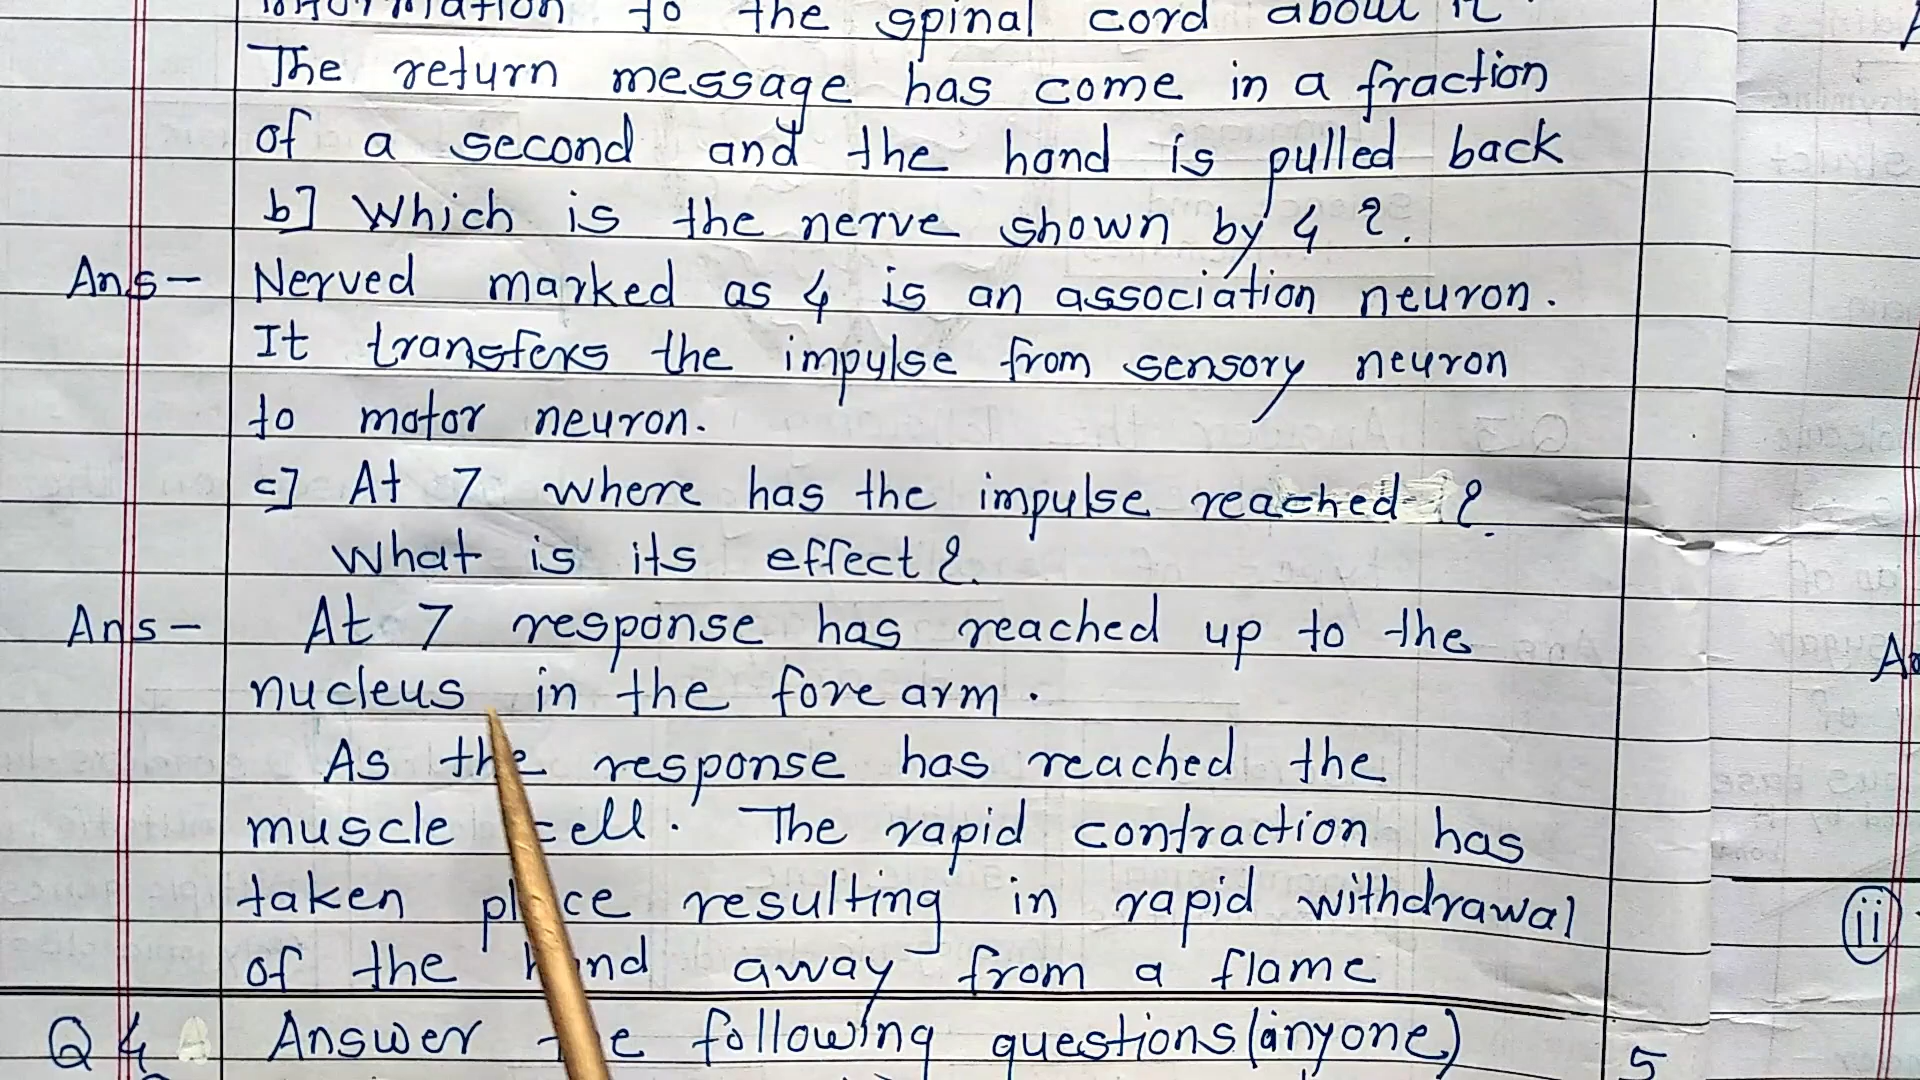 information to the spinal cord about it
The return message has come in a fraction
of a second and the hand is pulled back
b] Which is the nerve shown by 4 ?
Ans- Nerved marked as 4 is an association neuron.
It transfers the impulse from sensory neuron
to motor neuron.
c] At 7 where has the impulse reached ?
What is its effect ?
Ans- At 7 response has reached up to the
nucleus in the fore arm.
As the response has reached the
muscle cell. The rapid contraction has
taken place resulting in rapid withdrawal
of the hand away from a flame
Q 4 Answer the following questions (anyone) 5
ii